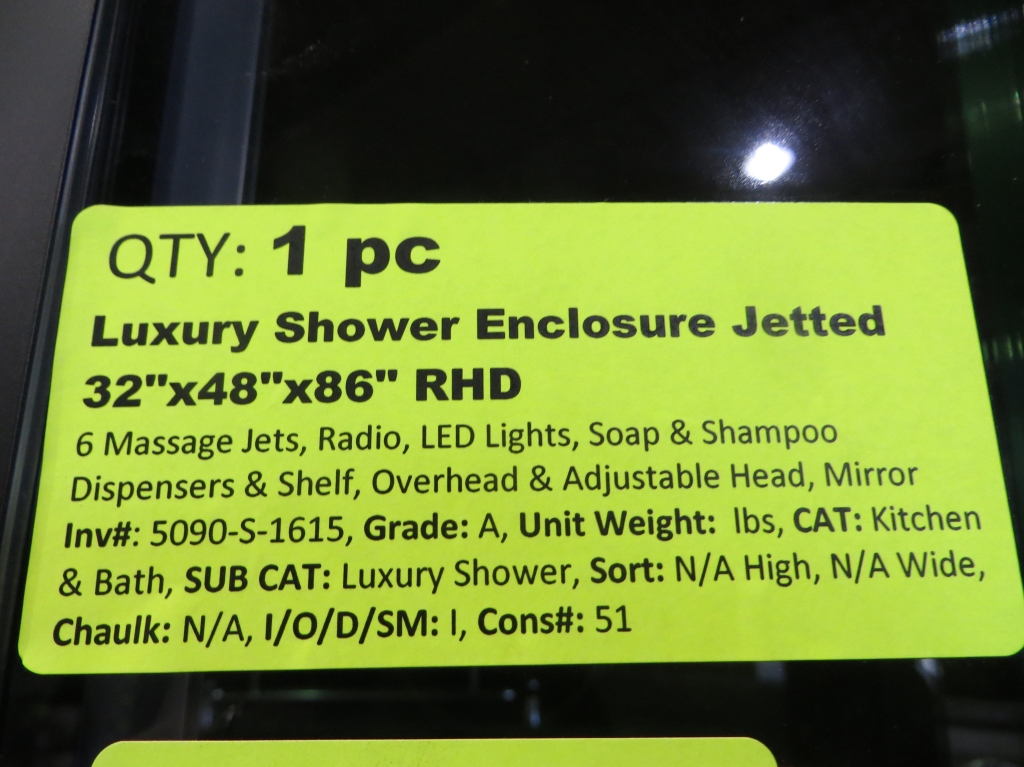 QTY: 1 pc
Luxury Shower Enclosure Jetted
32"x48"x86" RHD
6 Massage Jets, Radio, LED Lights, Soap & Shampoo
Dispensers & Shelf, Overhead & Adjustable Head, Mirror
Inv#: 5090-S-1615, Grade: A, Unit Weight:  lbs, CAT: Kitchen
& Bath, SUB CAT: Luxury Shower, Sort: N/A High, N/A Wide,
Chaulk: N/A, I/O/D/SM: I, Cons#: 51